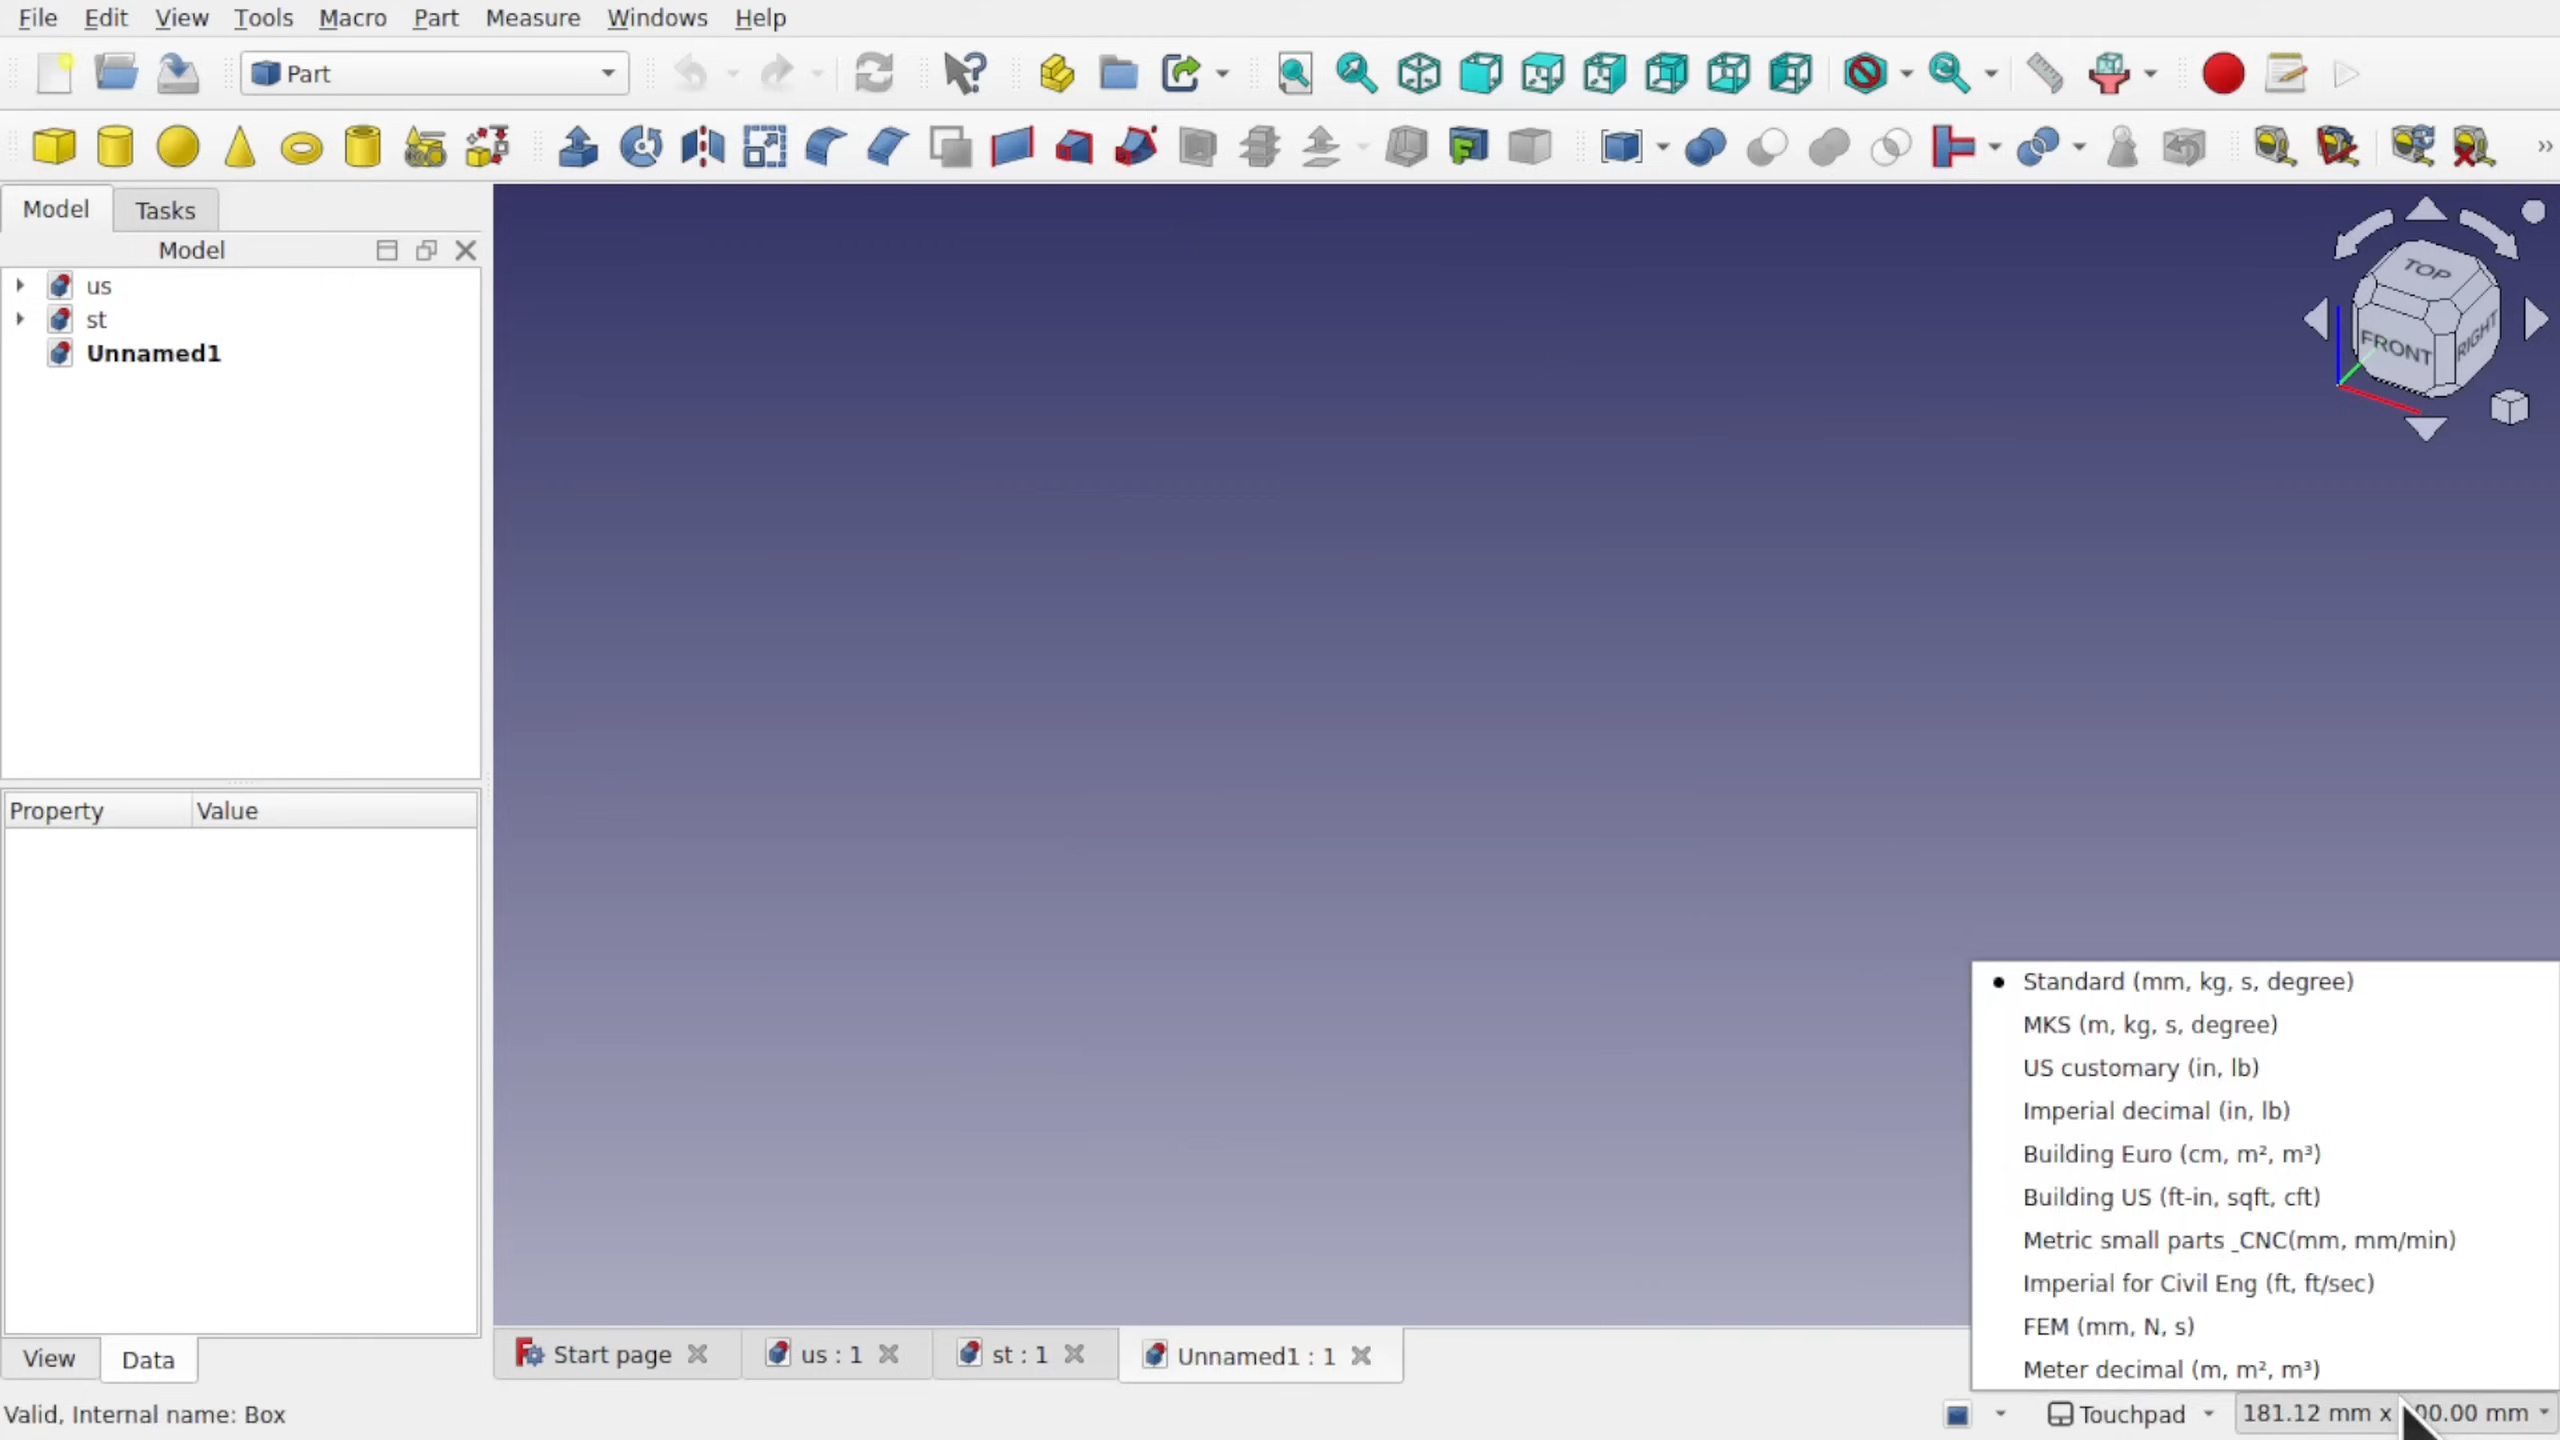 File Edit View Tools Macro Part Measure Windows Help
Part
Model Tasks
Model
us
st
Unnamed1
TOP
FRONT
RIGHT
Property Value
Standard (mm, kg, s, degree)
MKS (m, kg, s, degree)
US customary (in, lb)
Imperial decimal (in, lb)
Building Euro (cm, m², m³)
Building US (ft-in, sqft, cft)
Metric small parts _CNC(mm, mm/min)
Imperial for Civil Eng (ft, ft/sec)
FEM (mm, N, s)
Meter decimal (m, m², m³)
View Data
Start page us : 1 st : 1 Unnamed1 : 1
Valid, Internal name: Box
Touchpad 181.12 mm x 00.00 mm